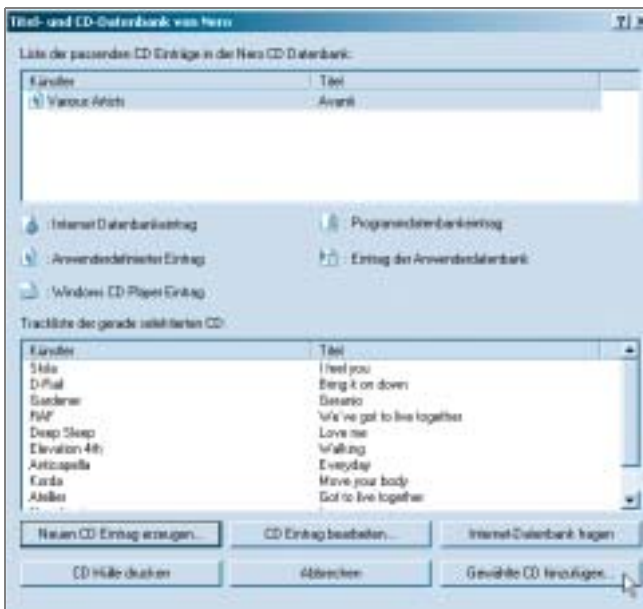 Titel- und CD-Datenbank von Nero
Liste der passenden CD Einträge in der Nero CD Datenbank:
Künstler Titel
Various Artists Avanti
Internet Datenbankeintrag Programmdatenbankeintrag
Anwenderdefinierter Eintrag Eintrag der Anwenderdatenbank
Windows CD Player Eintrag
Trackliste der gerade selektierten CD:
Künstler Titel
I feel you
D-Rail Bring it on down
Gardener
RAF We've got to live together
Deep Sleep Love me
Elevation 4th Walking
Anticapella Everyday
Korda Move your body
Atelier Got to live together
Neuen CD Eintrag erzeugen... CD Eintrag bearbeiten... Internet-Datenbank fragen
CD Hülle drucken Abbrechen Gewählte CD hinzufügen...